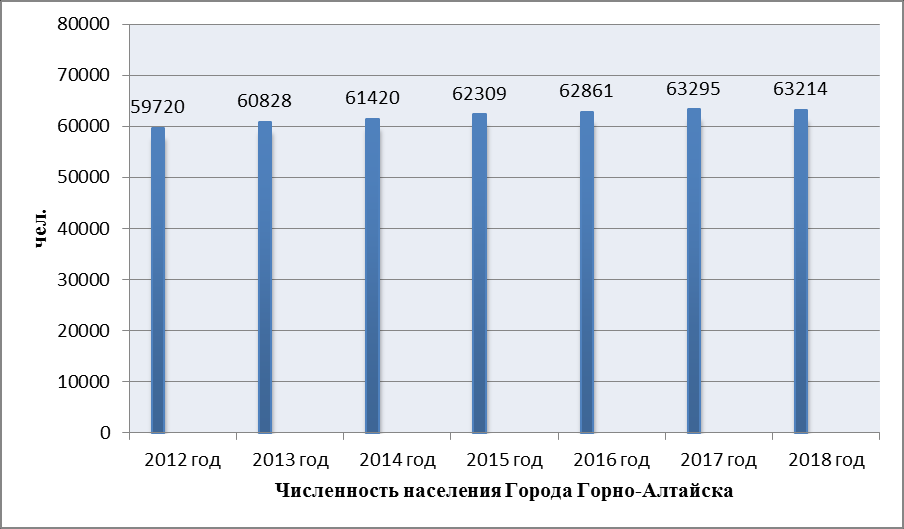 80000
70000
60000
50000
40000
30000
20000
10000
0
чел.
59720
60828
61420
62309
62861
63295
63214
2012 год
2013 год
2014 год
2015 год
2016 год
2017 год
2018 год
Численность населения Города Горно-Алтайска